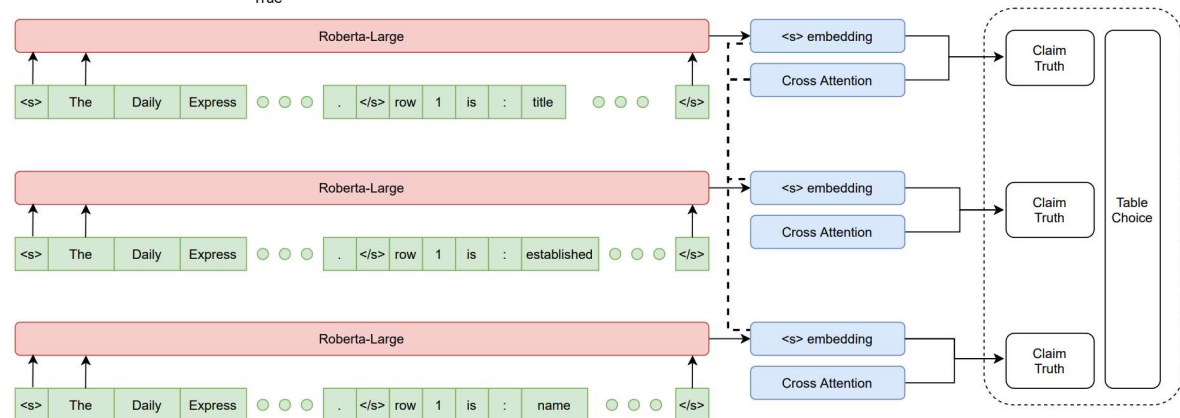 True
Roberta-Large
<s> The Daily Express . </s> row 1 is : title </s>
<s> embedding
Cross Attention
Claim
Truth
Roberta-Large
<s> The Daily Express . </s> row 1 is : established </s>
<s> embedding
Cross Attention
Claim
Truth
Table
Choice
Roberta-Large
<s> The Daily Express . </s> row 1 is : name </s>
<s> embedding
Cross Attention
Claim
Truth